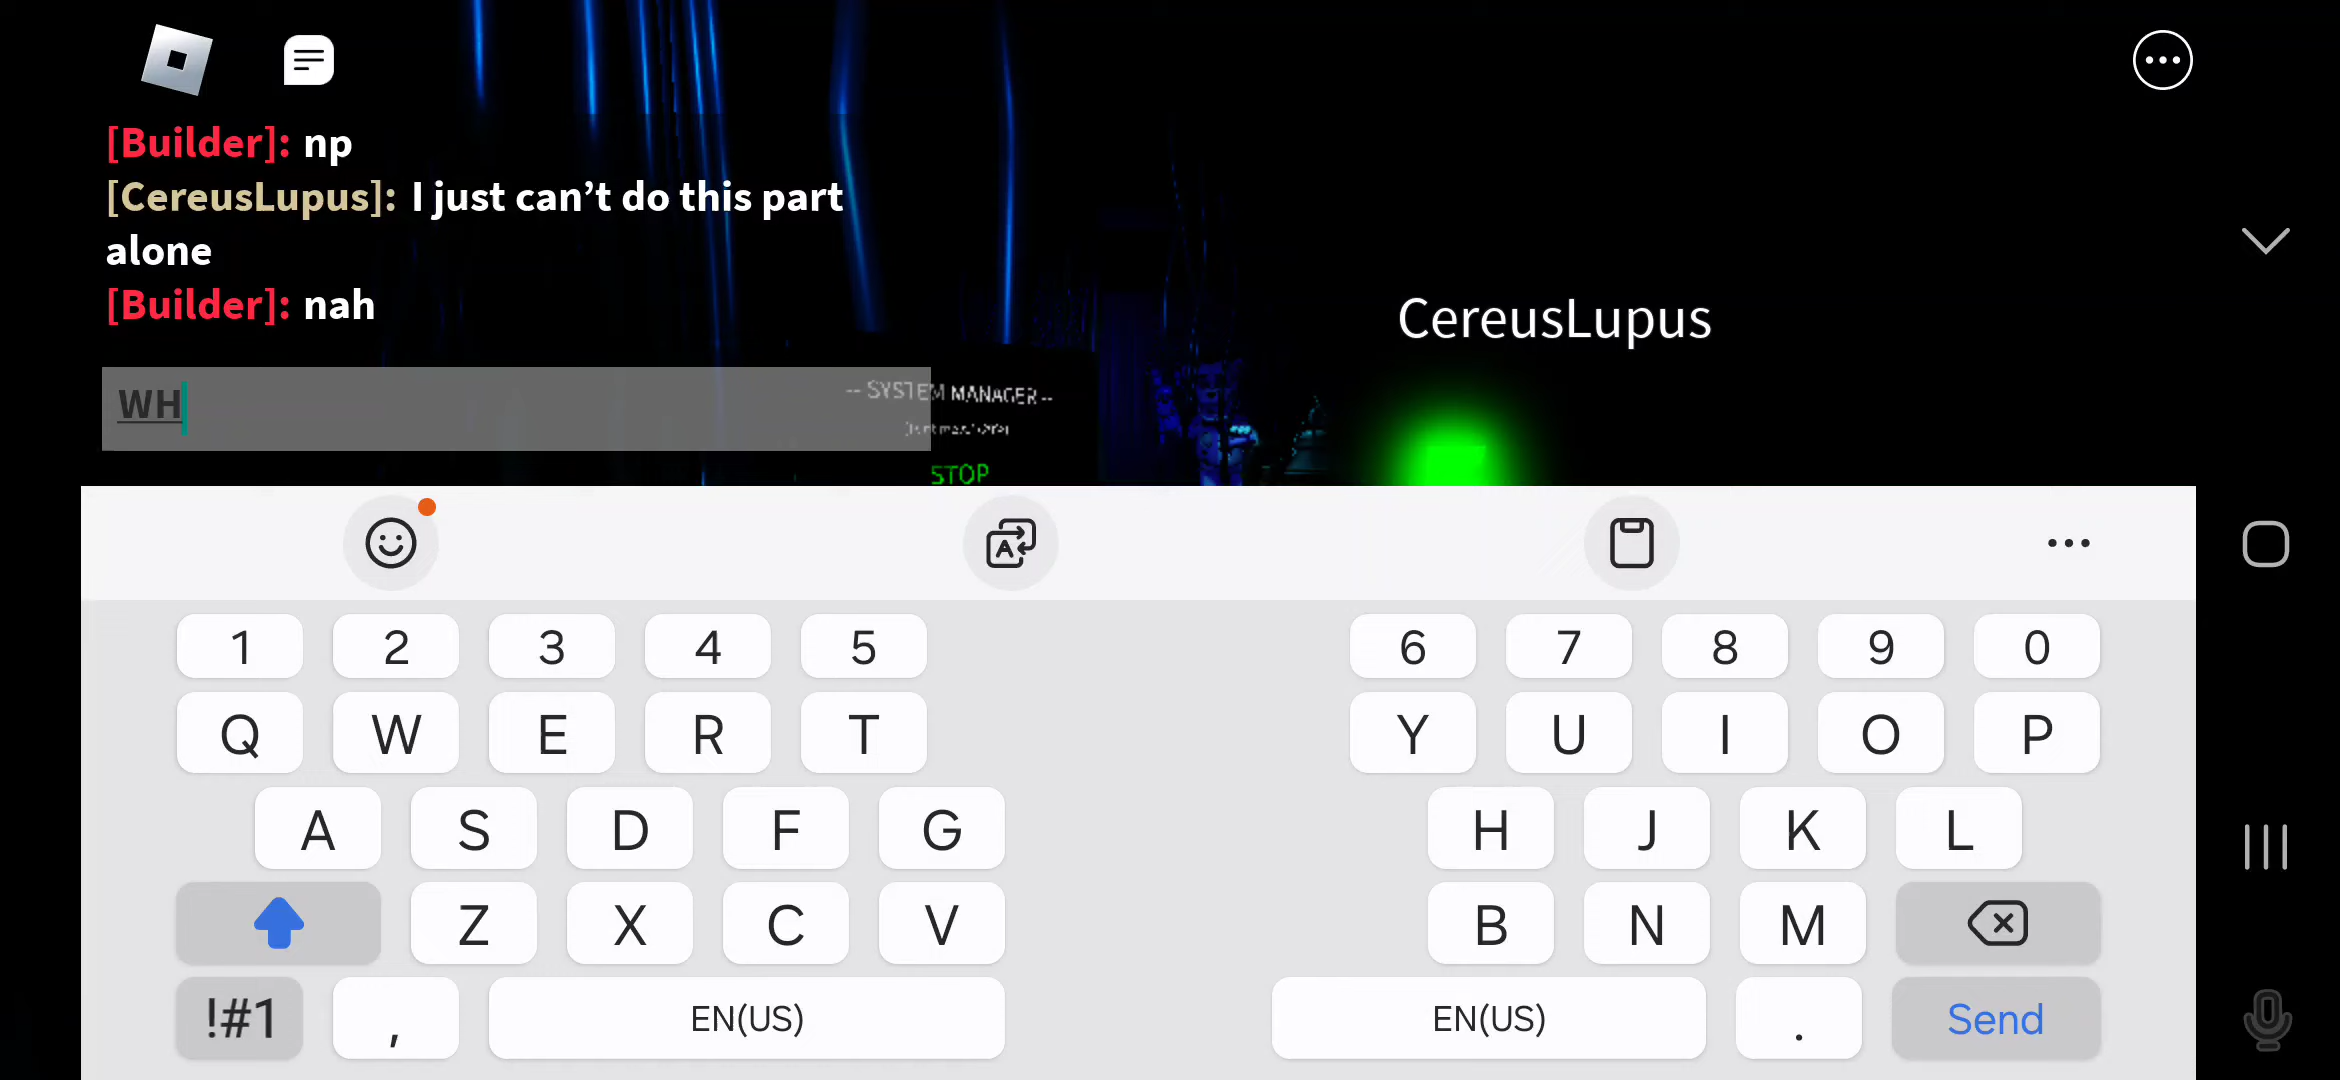 [Builder]: np
[CereusLupus]: I just can’t do this part
alone
[Builder]: nah
CereusLupus
WH
-- SYSTEM MANAGER --
STOP
1 2 3 4 5 6 7 8 9 0
Q W E R T Y U I O P
A S D F G H J K L
Z X C V B N M
!#1 , EN(US) EN(US) . Send